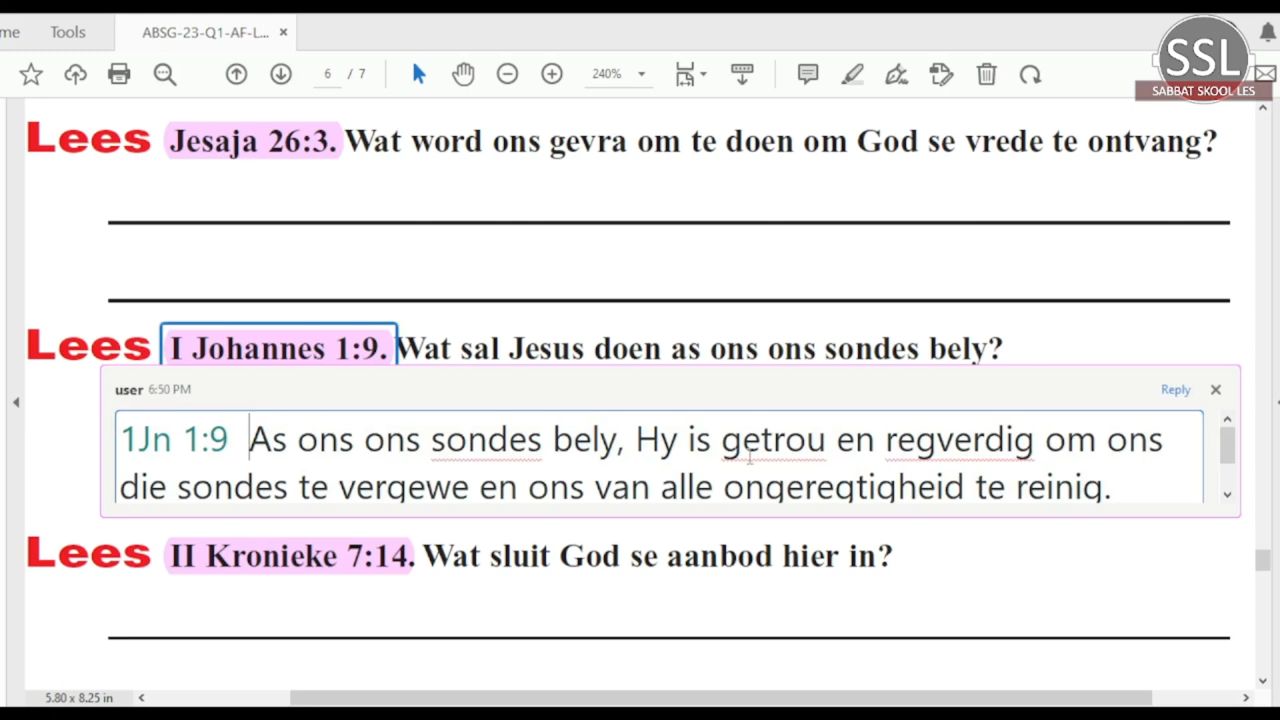 me Tools ABSG-23-Q1-AF-L...
6 / 7 240%
SSL
SABBAT SKOOL LES
Lees Jesaja 26:3. Wat word ons gevra om te doen om God se vrede te ontvang?
Lees I Johannes 1:9. Wat sal Jesus doen as ons ons sondes bely?
user 6:50 PM Reply
1Jn 1:9 As ons ons sondes bely, Hy is getrou en regverdig om ons
die sondes te vergewe en ons van alle ongeregtigheid te reinig.
Lees II Kronieke 7:14. Wat sluit God se aanbod hier in?
5.80 x 8.25 in